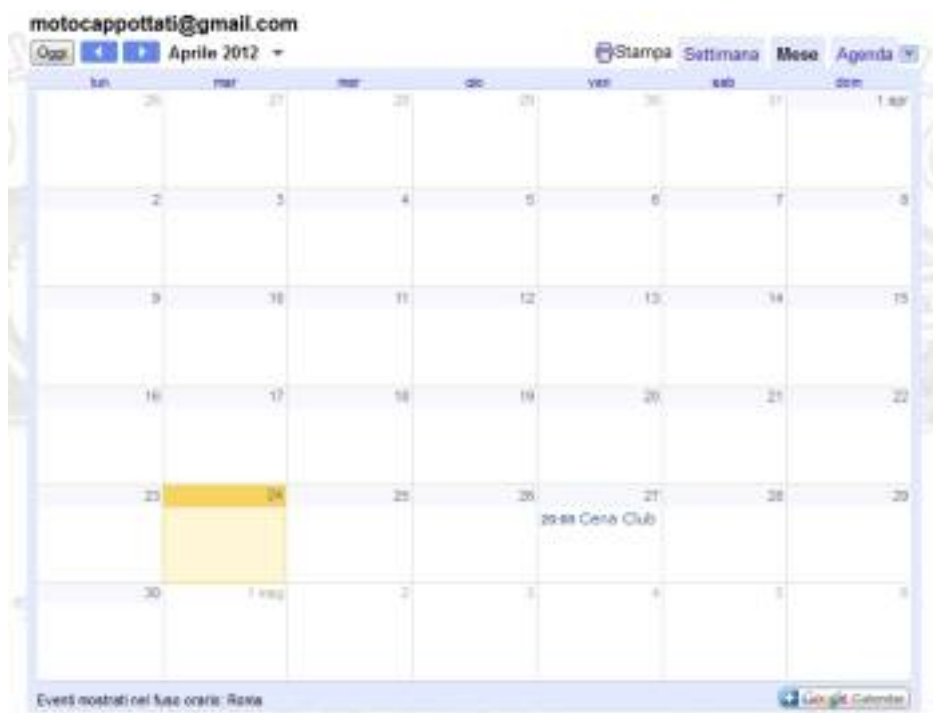 motocappottati@gmail.com
Oggi Aprile 2012 Stampa Settimana Mese Agenda
lun mar mer gio ven sab dom
26 27 28 29 30 31 1 apr
2 3 4 5 6 7 8
9 10 11 12 13 14 15
16 17 18 19 20 21 22
23 24 25 26 27 28 29
20:00 Cena Club
30 1 mag 2 3 4 5 6
Eventi mostrati nel fuso orario: Roma
Google Calendar